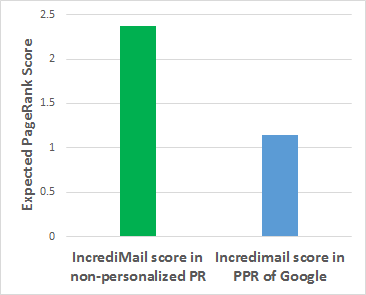 2.5
2
1.5
1
0.5
0
Expected PageRank Score
IncrediMail score in
non-personalized PR
Incredimail score in
PPR of Google